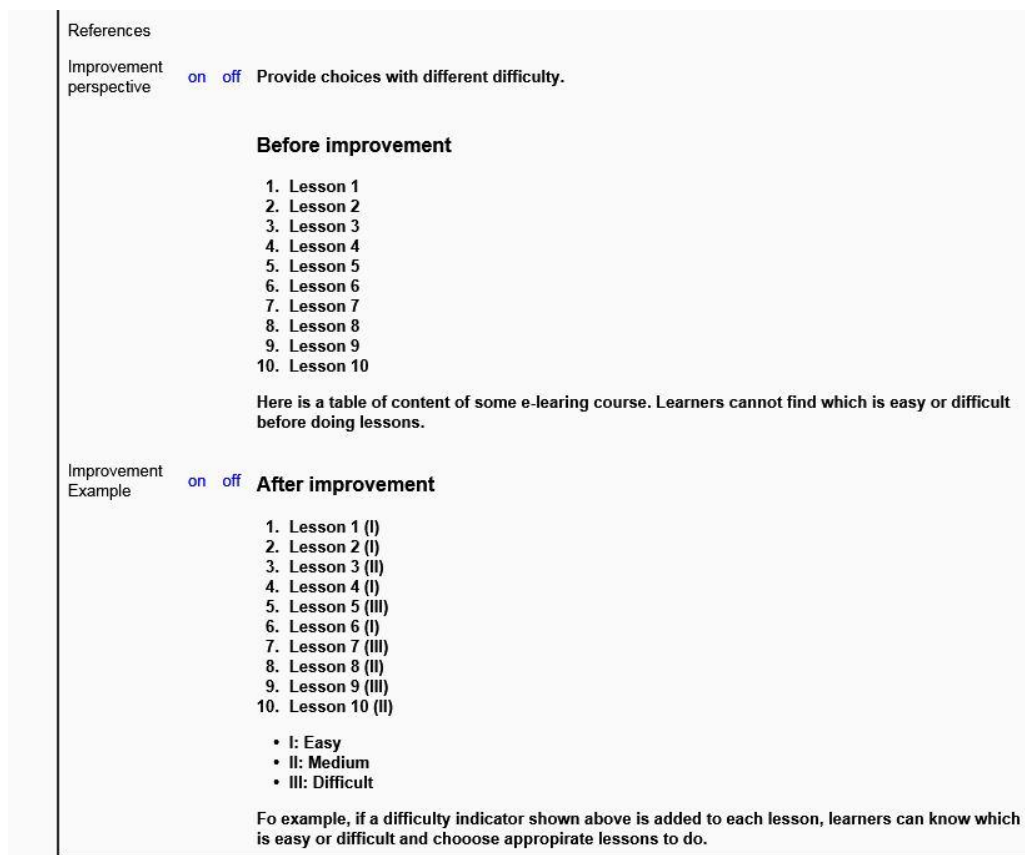 References
Improvement
perspective
on off Provide choices with different difficulty.
Before improvement
1. Lesson 1
2. Lesson 2
3. Lesson 3
4. Lesson 4
5. Lesson 5
6. Lesson 6
7. Lesson 7
8. Lesson 8
9. Lesson 9
10. Lesson 10
Here is a table of content of some e-learing course. Learners cannot find which is easy or difficult
before doing lessons.
Improvement
Example
on off After improvement
1. Lesson 1 (I)
2. Lesson 2 (I)
3. Lesson 3 (II)
4. Lesson 4 (I)
5. Lesson 5 (III)
6. Lesson 6 (I)
7. Lesson 7 (III)
8. Lesson 8 (II)
9. Lesson 9 (III)
10. Lesson 10 (II)
• I: Easy
• II: Medium
• III: Difficult
Fo example, if a difficulty indicator shown above is added to each lesson, learners can know which
is easy or difficult and chooose appropirate lessons to do.